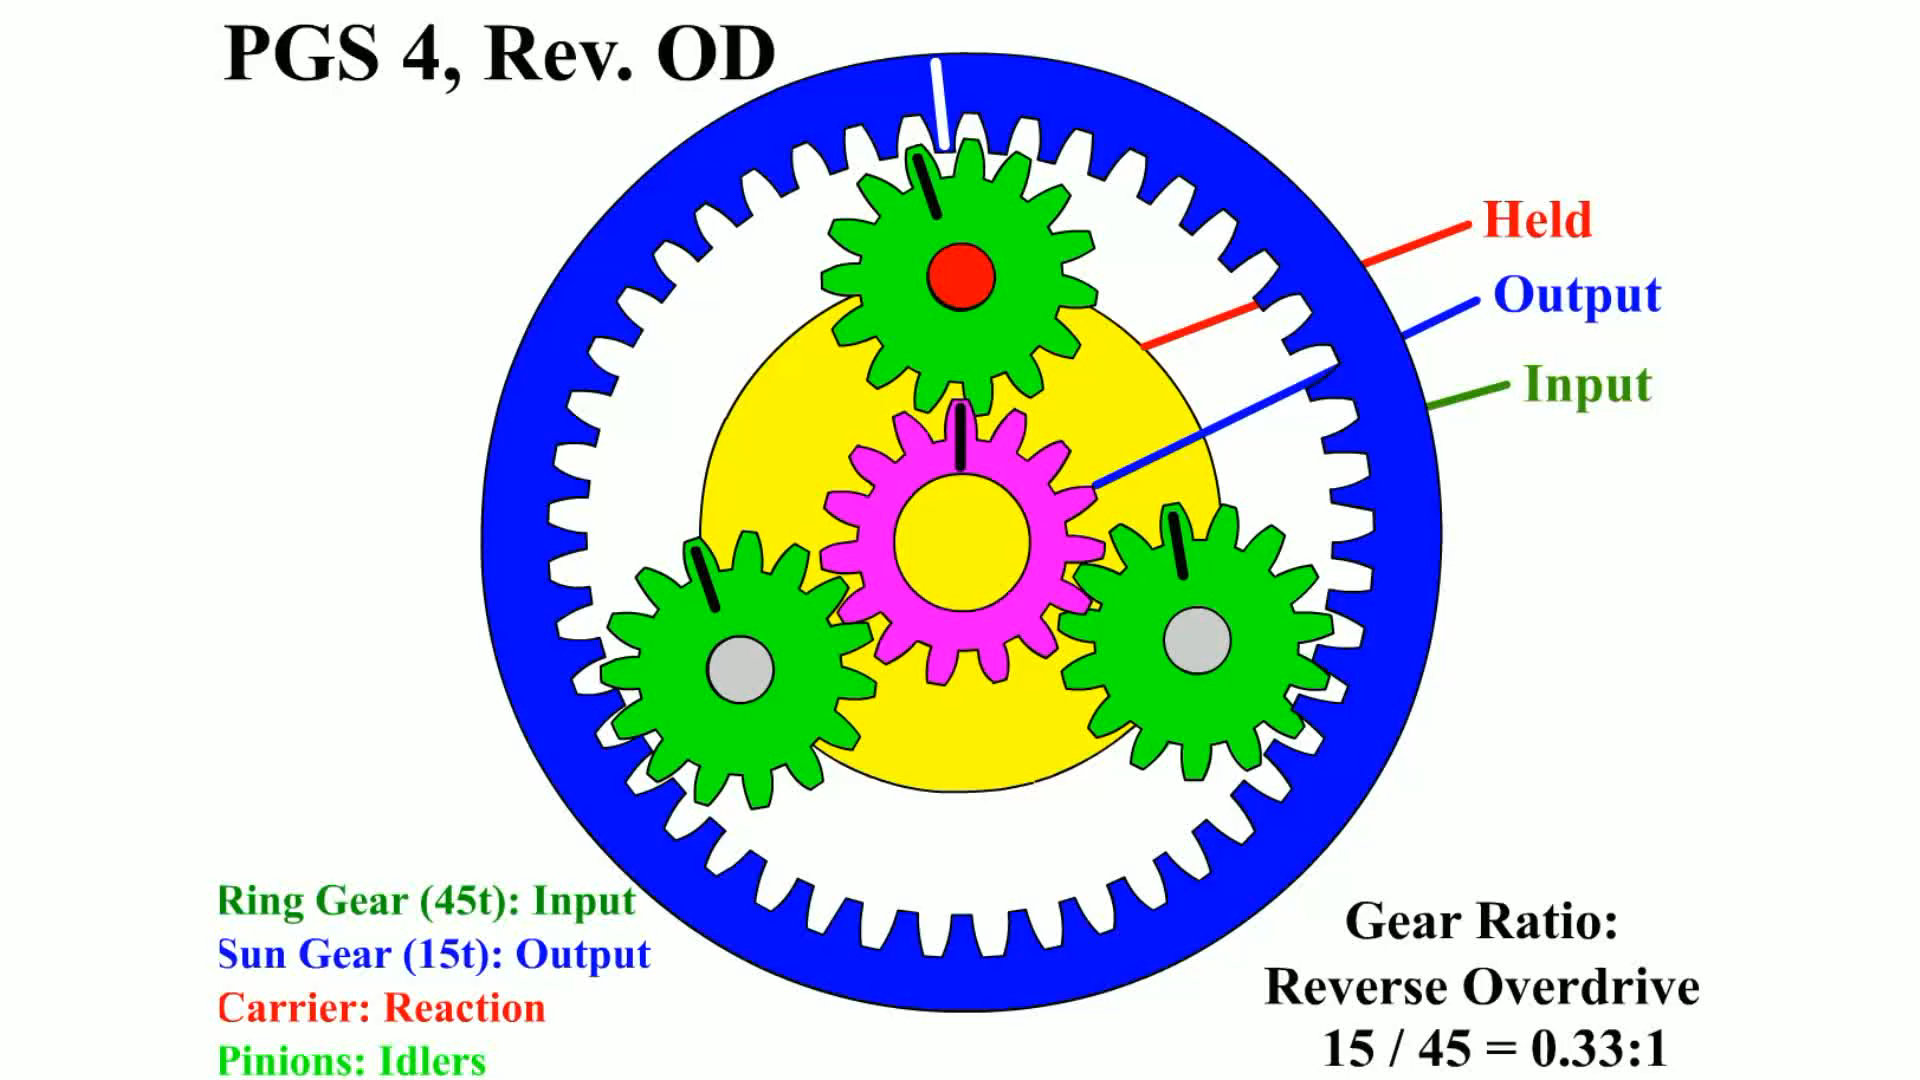 PGS 4, Rev. OD
Held
Output
Input
Ring Gear (45t): Input
Sun Gear (15t): Output
Carrier: Reaction
Pinions: Idlers
Gear Ratio:
Reverse Overdrive
15 / 45 = 0.33:1